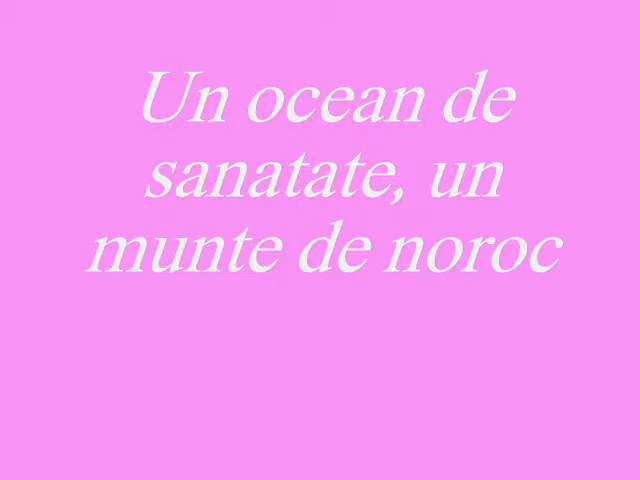 Un ocean de
sanatate, un
munte de noroc